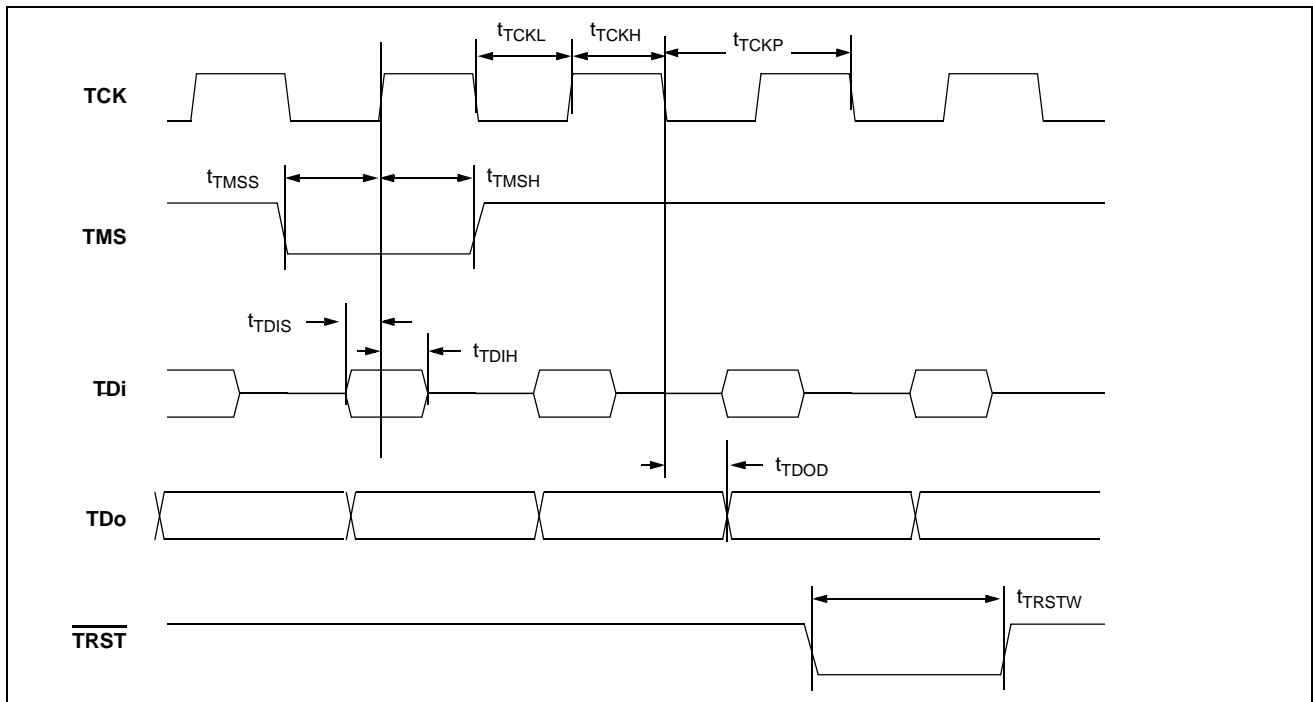 tTCKL tTCKH tTCKP
TCK
tTMSS tTMSH
TMS
tTDIS
tTDIH
TDi
tTDOD
TDo
tTRSTW
TRST